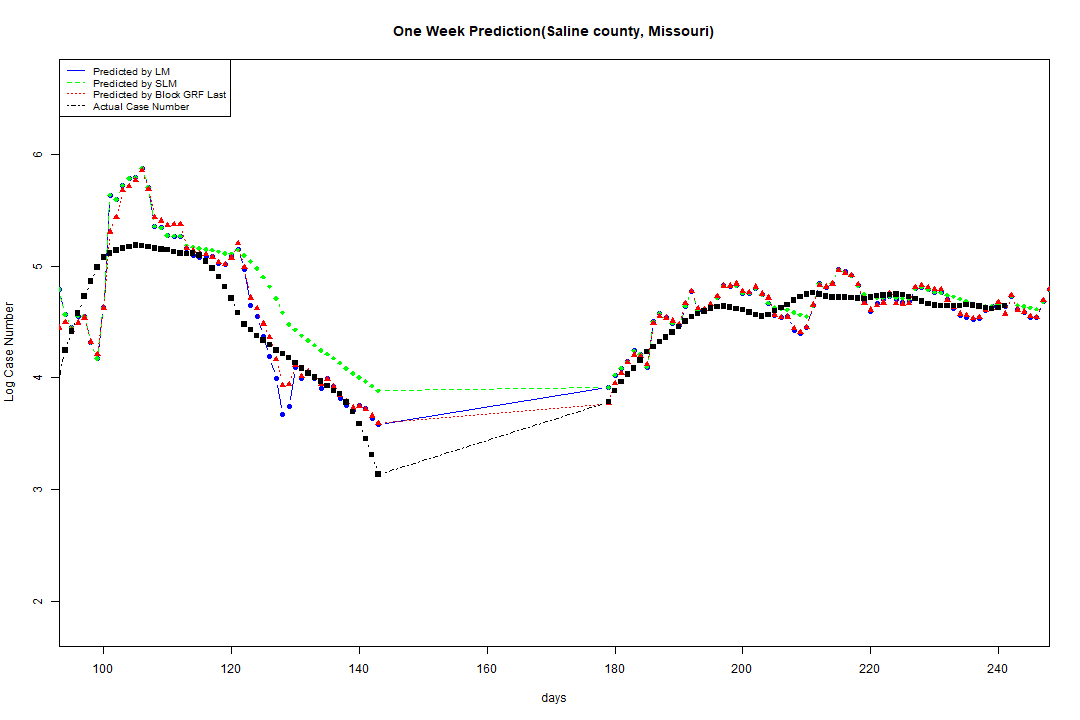 One Week Prediction(Saline county, Missouri)
Predicted by LM
Predicted by SLM
Predicted by Block GRF Last
Actual Case Number
6
5
4
3
2
Log Case Number
100 120 140 160 180 200 220 240
days